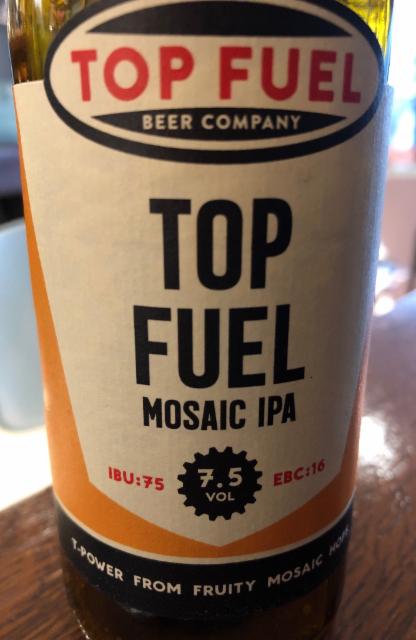 TOP FUEL
BEER COMPANY
TOP
FUEL
MOSAIC IPA
IBU:75
7.5
VOL
EBC:16
T-POWER FROM FRUITY MOSAIC HOPS